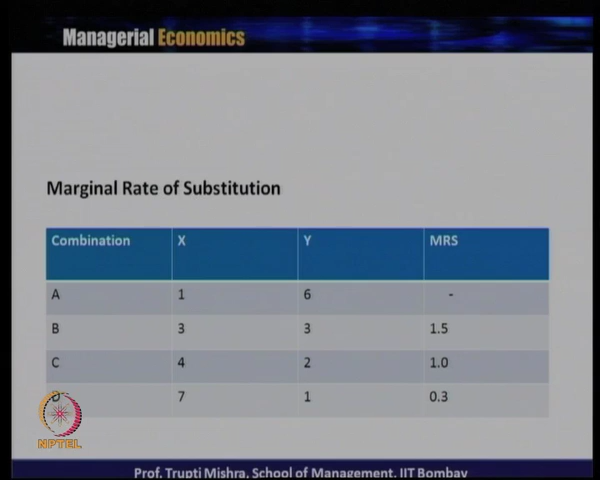 Managerial Economics
Marginal Rate of Substitution
Combination X Y MRS
A 1 6 -
B 3 3 1.5
C 4 2 1.0
D 7 1 0.3
NPTEL
Prof. Trupti Mishra, School of Management, IIT Bombay